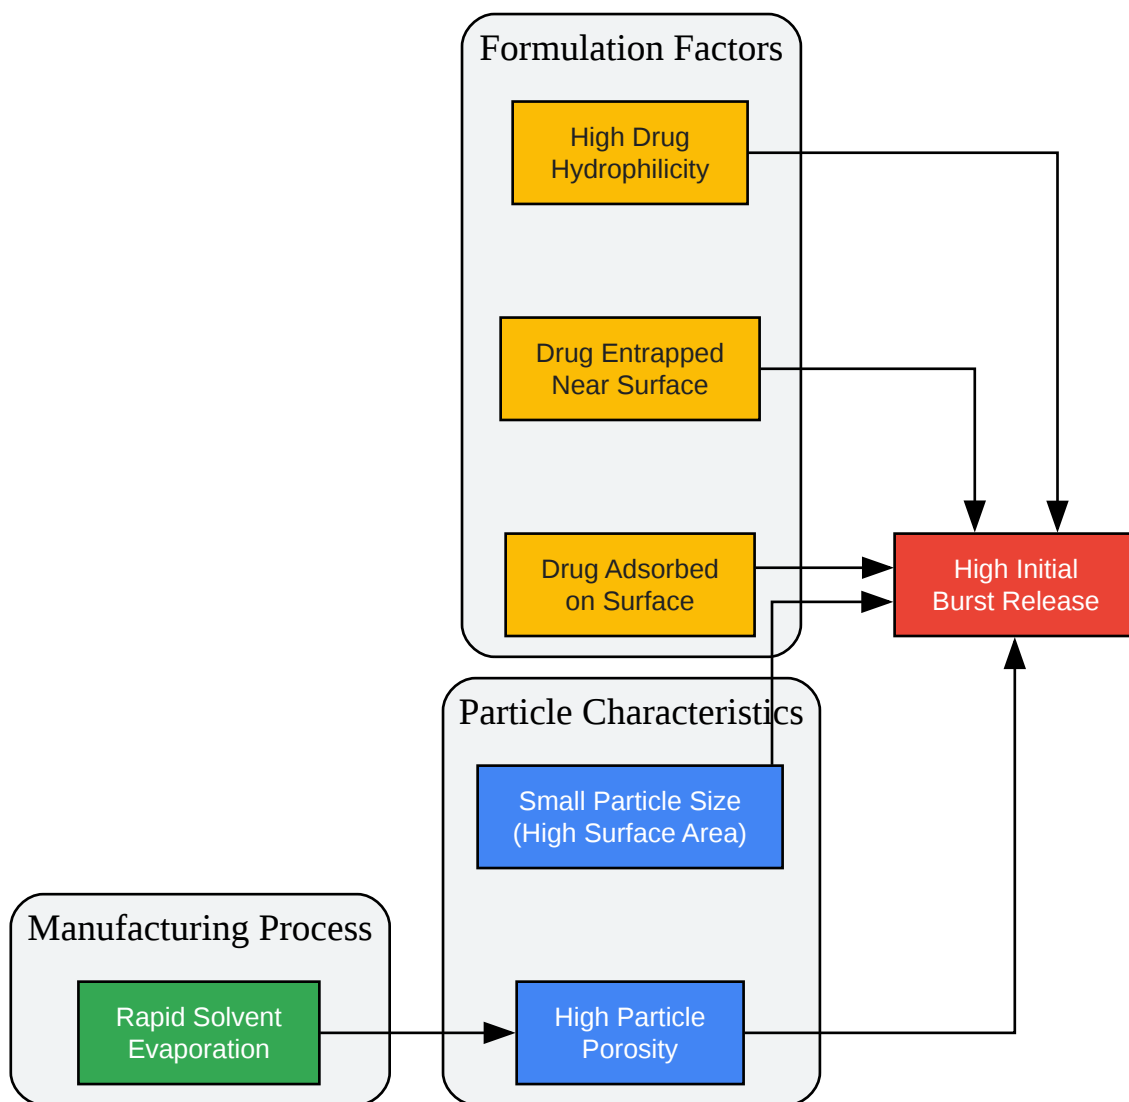 Formulation Factors
High Drug
Hydrophilicity
Drug Entrapped
Near Surface
Drug Adsorbed
on Surface
High Initial
Burst Release
Particle Characteristics
Small Particle Size
(High Surface Area)
Manufacturing Process
Rapid Solvent
Evaporation
High Particle
Porosity